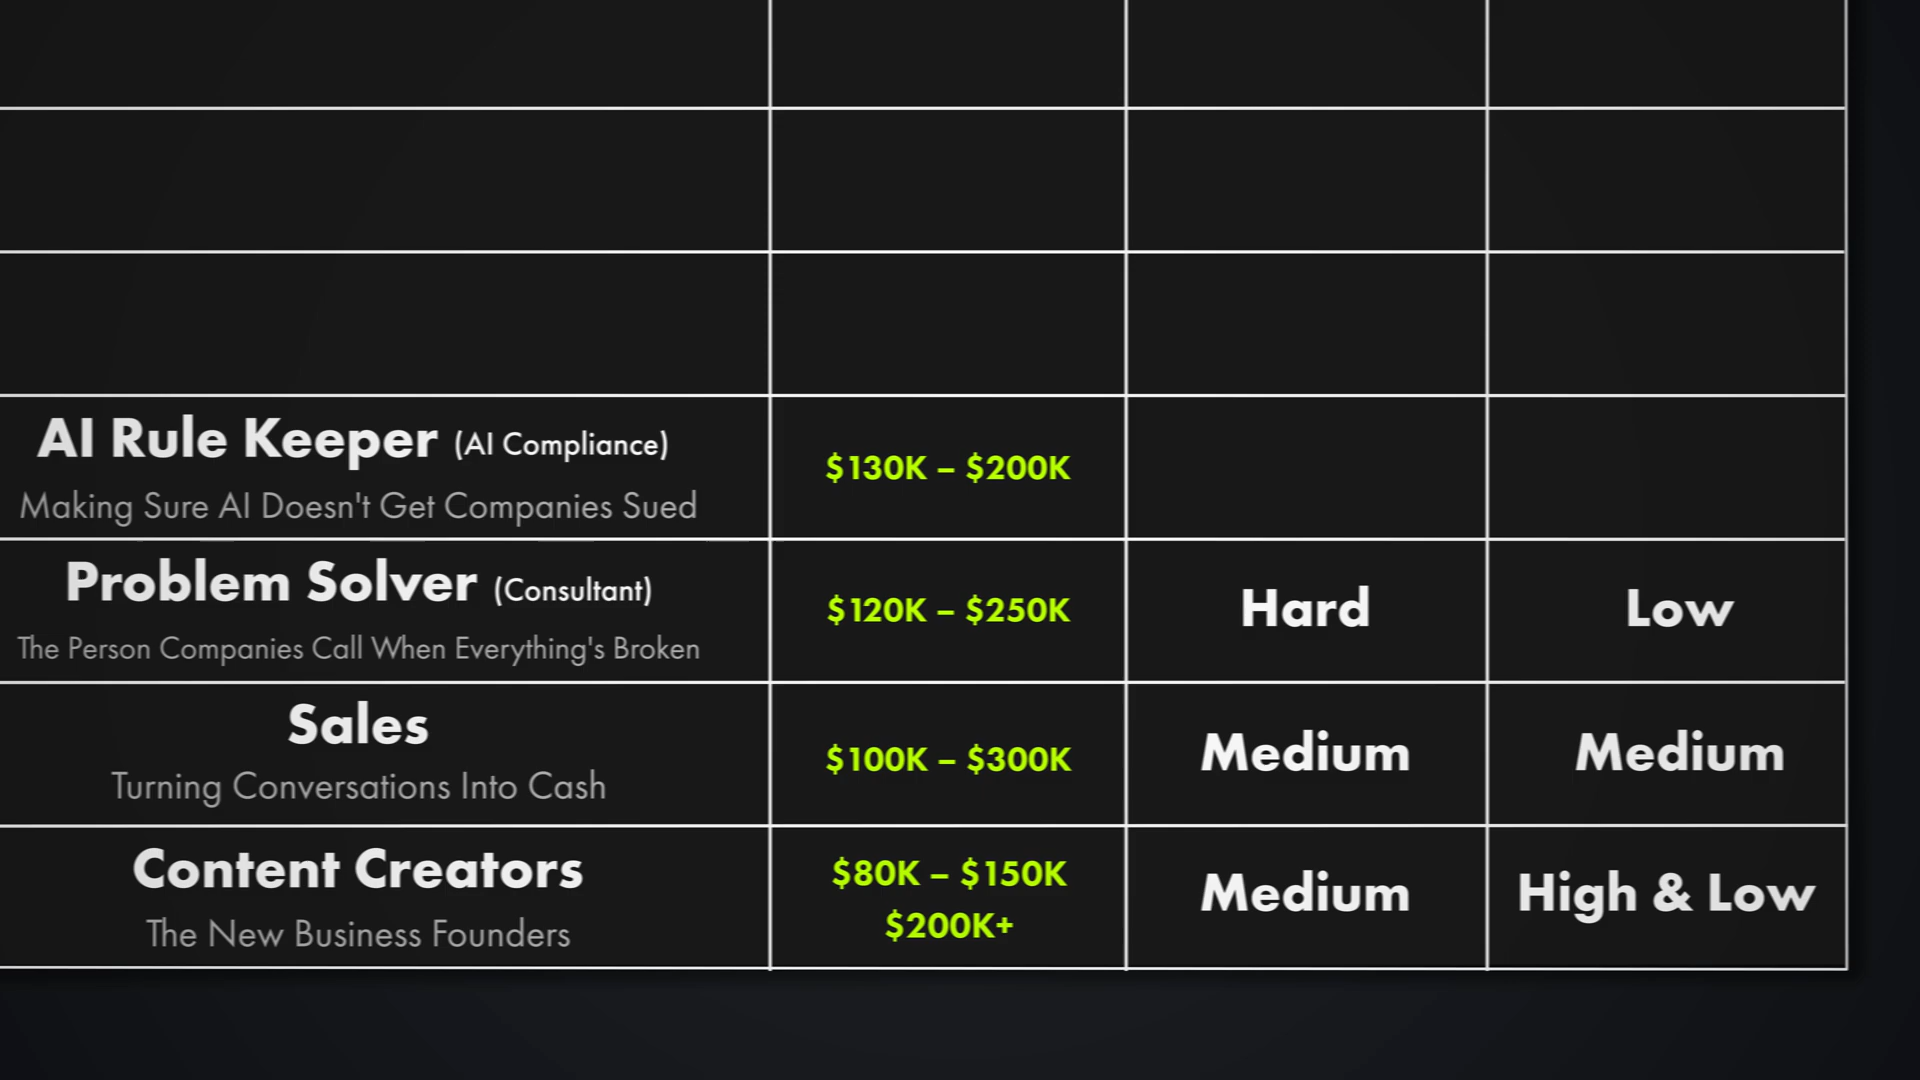 AI Rule Keeper (AI Compliance)
Making Sure AI Doesn't Get Companies Sued
$130K – $200K
Problem Solver (Consultant)
The Person Companies Call When Everything's Broken
$120K – $250K
Hard
Low
Sales
Turning Conversations Into Cash
$100K – $300K
Medium
Medium
Content Creators
The New Business Founders
$80K – $150K
$200K+
Medium
High & Low